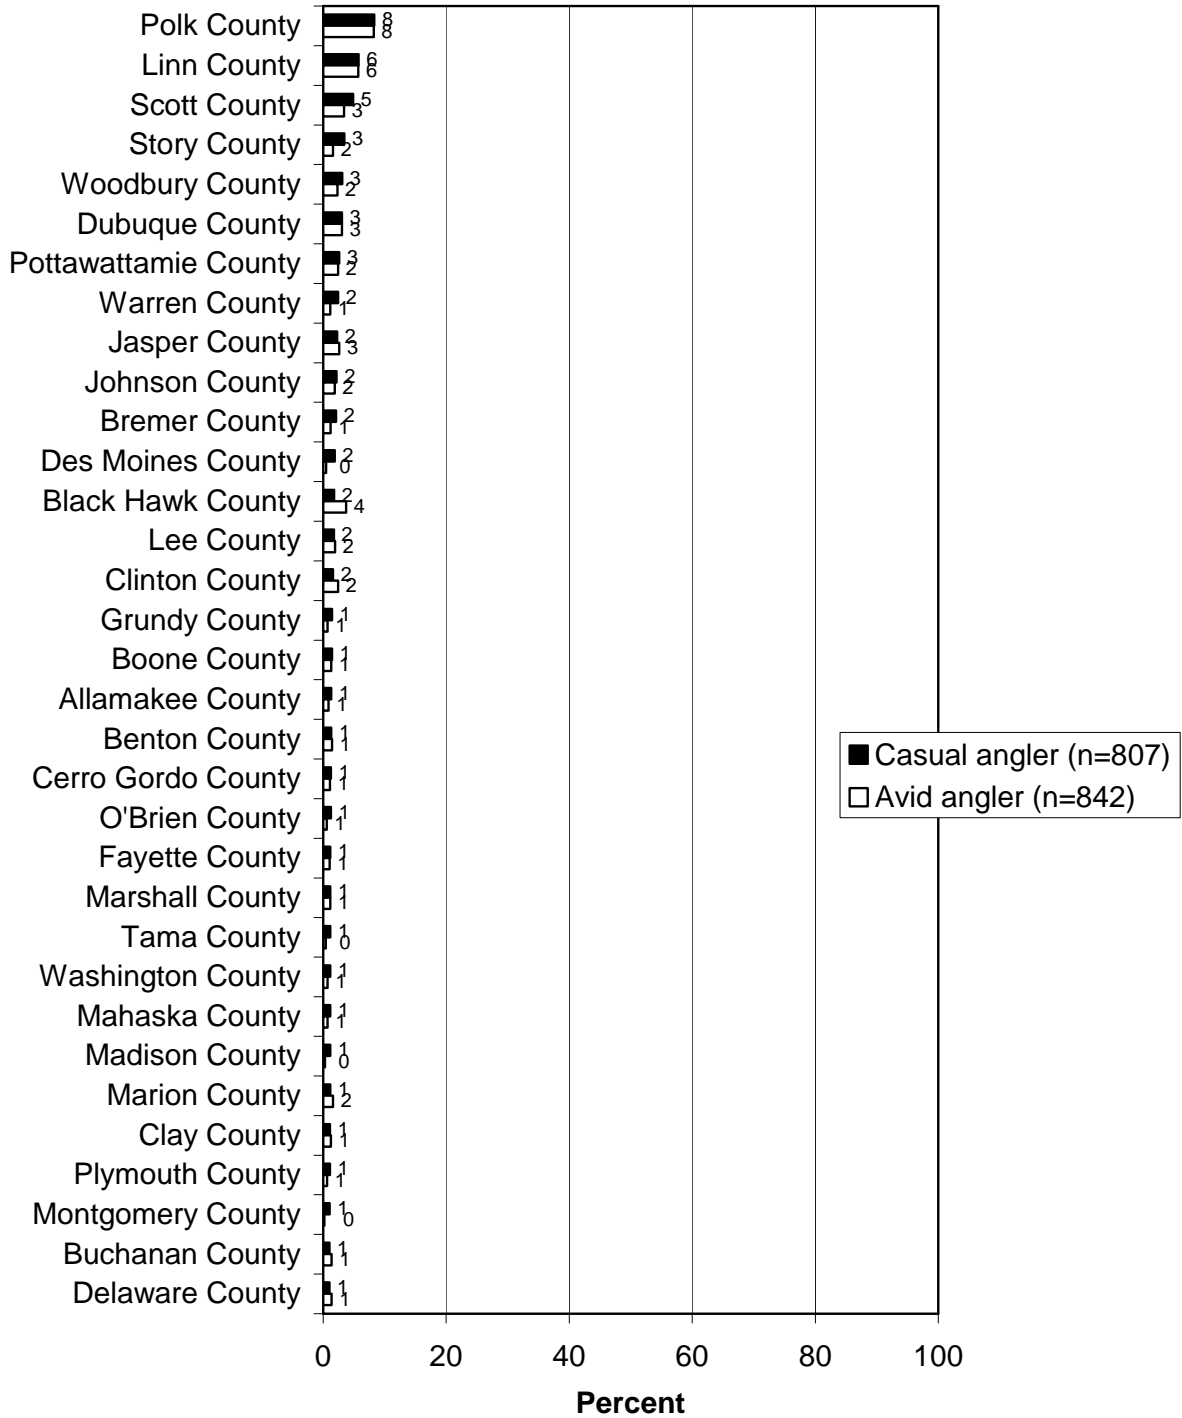 Polk County 8
8
Linn County 6
6
Scott County 5
3
Story County 3
2
Woodbury County 3
2
Dubuque County 3
3
Pottawattamie County 3
2
Warren County 2
1
Jasper County 2
3
Johnson County 2
2
Bremer County 2
1
Des Moines County 2
0
Black Hawk County 2
4
Lee County 2
2
Clinton County 2
2
Grundy County 1
1
Boone County 1
1
Allamakee County 1
1
Benton County 1
1
Cerro Gordo County 1
1
O'Brien County 1
1
Fayette County 1
1
Marshall County 1
1
Tama County 1
0
Washington County 1
1
Mahaska County 1
1
Madison County 1
0
Marion County 1
2
Clay County 1
1
Plymouth County 1
1
Montgomery County 1
0
Buchanan County 1
1
Delaware County 1
1
Casual angler (n=807)
Avid angler (n=842)
0 20 40 60 80 100
Percent